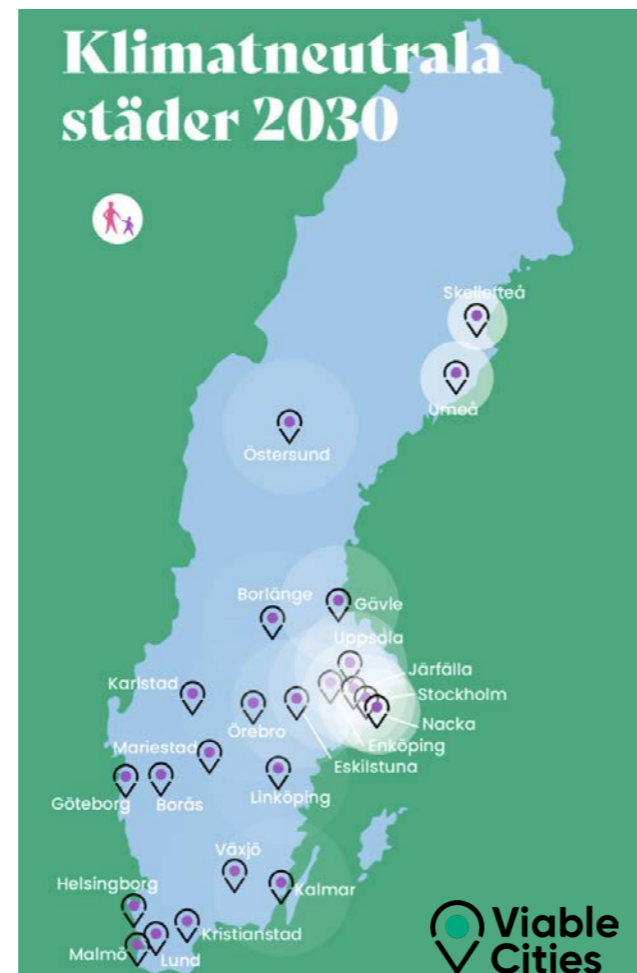 Klimatneutrala
städer 2030
Skellefteå
Umeå
Östersund
Borlänge
Gävle
Uppsala
Järfälla
Karlstad
Stockholm
Örebro
Nacka
Enköping
Mariestad
Eskilstuna
Linköping
Göteborg
Borås
Växjö
Helsingborg
Kalmar
Kristianstad
Malmö
Lund
Viable
Cities